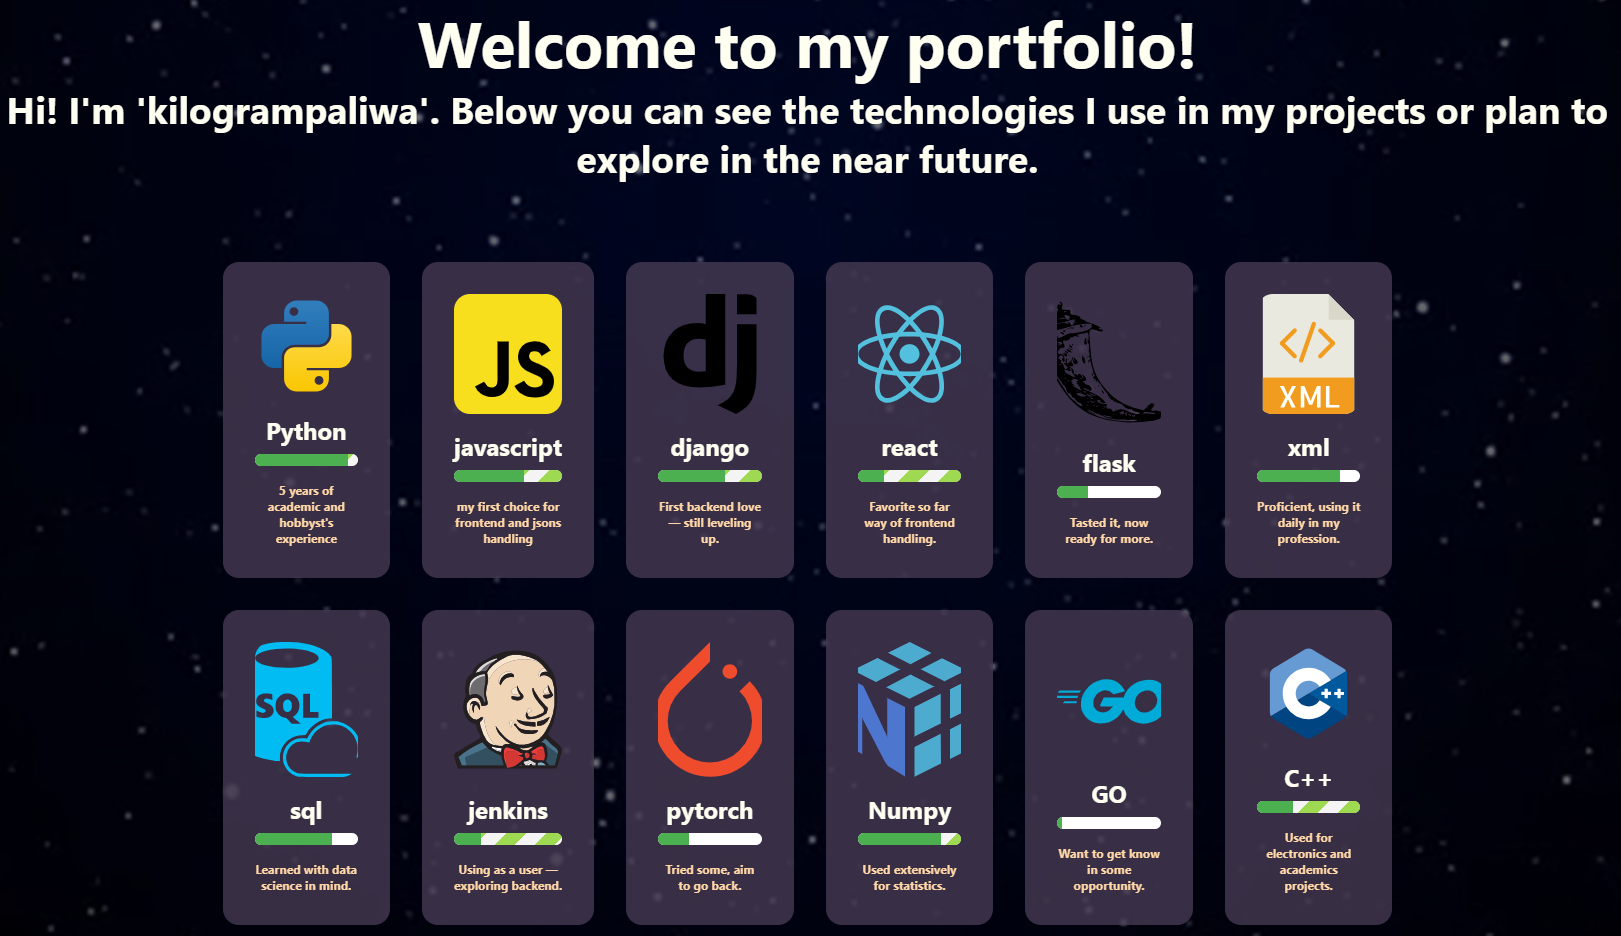 Welcome to my portfolio!
Hi! I'm 'kilogrampaliwa'. Below you can see the technologies I use in my projects or plan to
explore in the near future.
Python
5 years of
academic and
hobbyst's
experience
JS
javascript
my first choice for
frontend and jsons
handling
dj
django
First backend love
— still leveling
up.
react
Favorite so far
way of frontend
handling.
flask
Tasted it, now
ready for more.
</>
XML
xml
Proficient, using it
daily in my
profession.
SQL
sql
Learned with data
science in mind.
jenkins
Using as a user —
exploring backend.
pytorch
Tried some, aim
to go back.
N
Numpy
Used extensively
for statistics.
GO
GO
Want to get know
in some
opportunity.
C++
C++
Used for
electronics and
academics
projects.